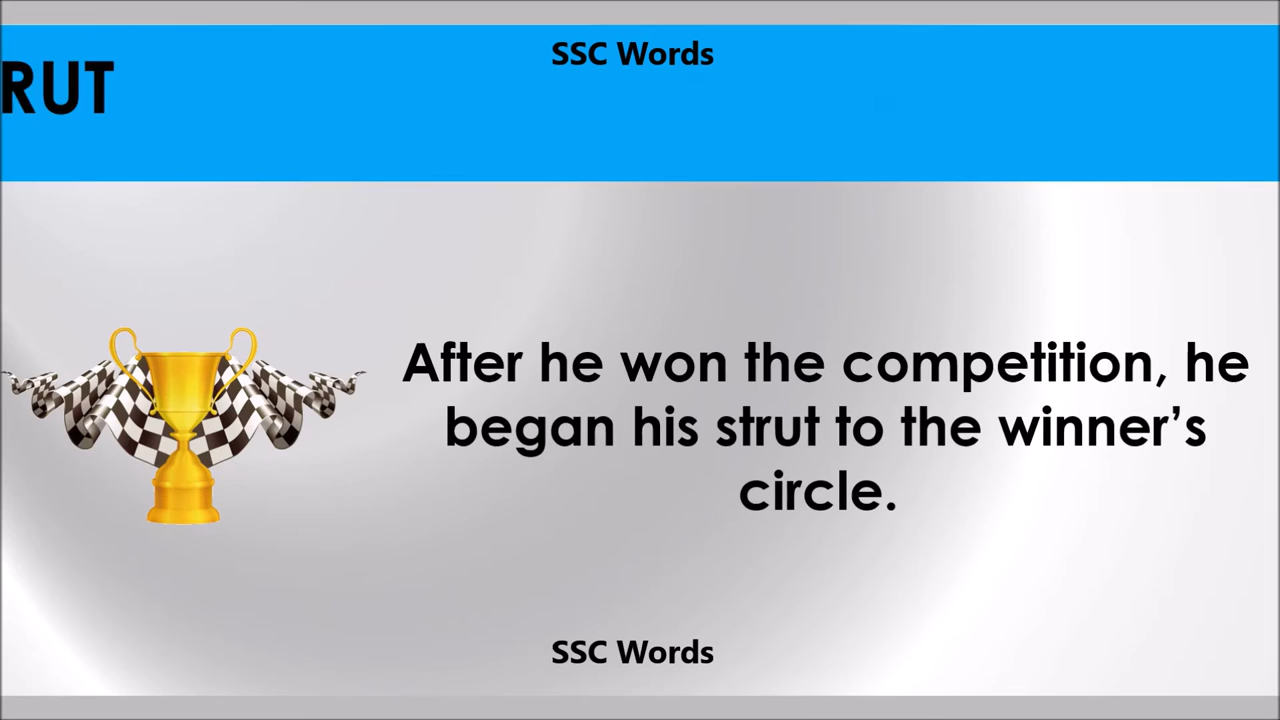 SSC Words
RUT
After he won the competition, he
began his strut to the winner’s
circle.
SSC Words